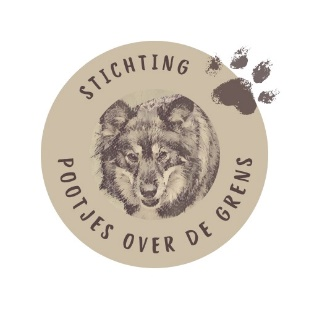 STICHTING
POOTJES OVER DE GRENS